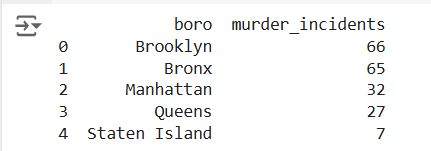 boro murder_incidents
0 Brooklyn 66
1 Bronx 65
2 Manhattan 32
3 Queens 27
4 Staten Island 7